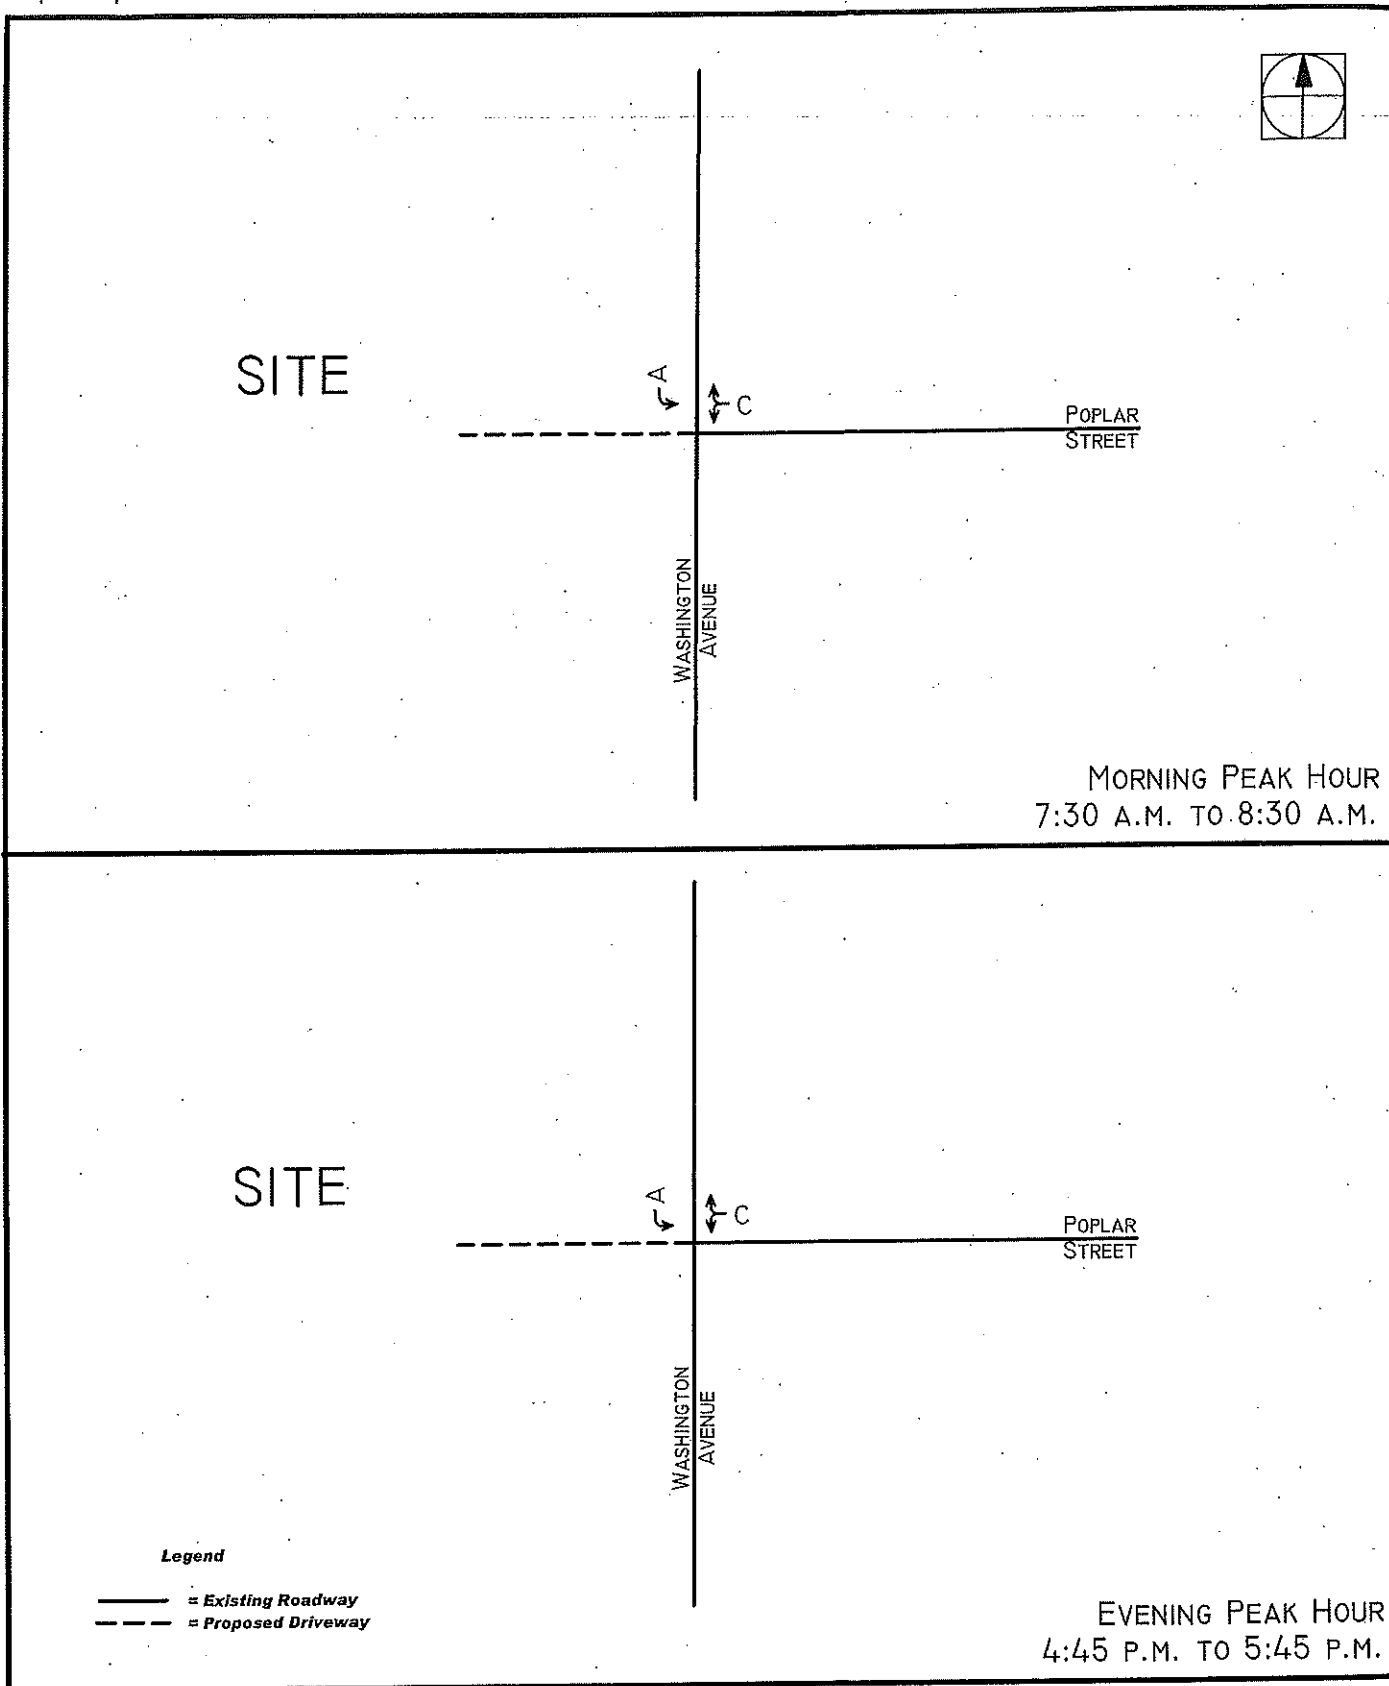 SITE
A
C
POPLAR
STREET
WASHINGTON
AVENUE
MORNING PEAK HOUR
7:30 A.M. TO 8:30 A.M.
SITE
A
C
POPLAR
STREET
WASHINGTON
AVENUE
Legend
= Existing Roadway
= Proposed Driveway
EVENING PEAK HOUR
4:45 P.M. TO 5:45 P.M.